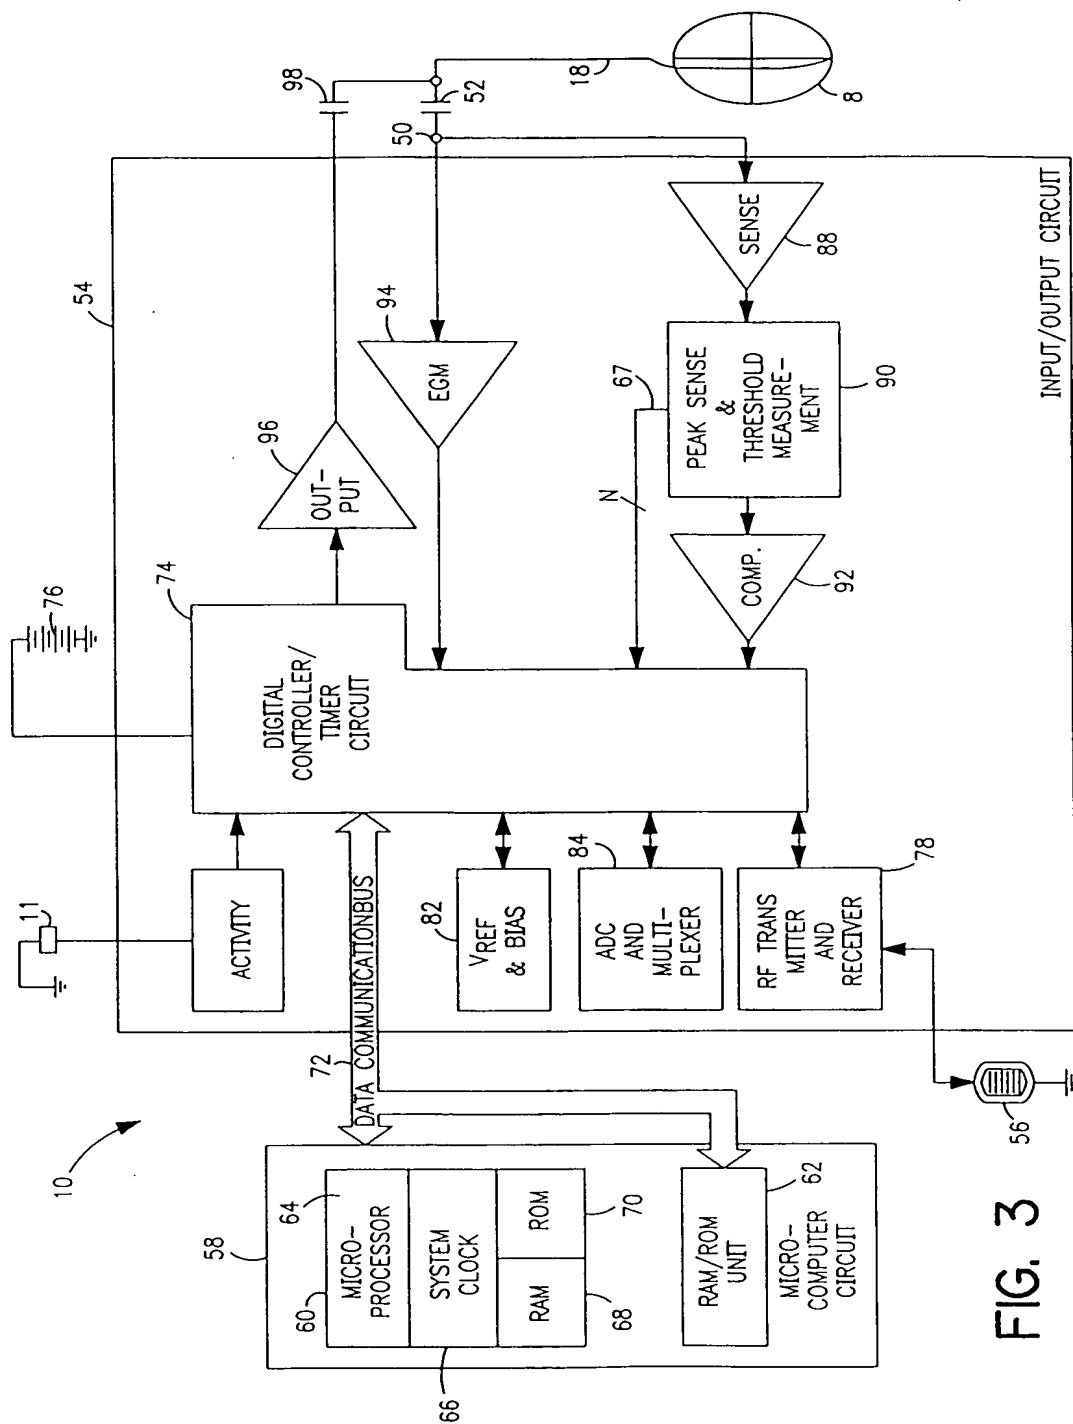 10
58
60
MICRO-
PROCESSOR
64
SYSTEM
CLOCK
66
RAM
ROM
68
70
RAM/ROM
UNIT
62
MICRO-
COMPUTER
CIRCUIT
72
DATA COMMUNICATIONBUS
56
11
ACTIVITY
82
VREF
& BIAS
84
ADC
AND
MULTI-
PLEXER
RF TRANS
MITTER
AND
RECEIVER
78
76
74
DIGITAL
CONTROLLER/
TIMER
CIRCUIT
54
96
OUT-
PUT
94
EGM
N
67
PEAK SENSE
&
THRESHOLD
MEASURE-
MENT
90
COMP.
92
SENSE
88
INPUT/OUTPUT CIRCUIT
98
50
52
18
8
FIG. 3